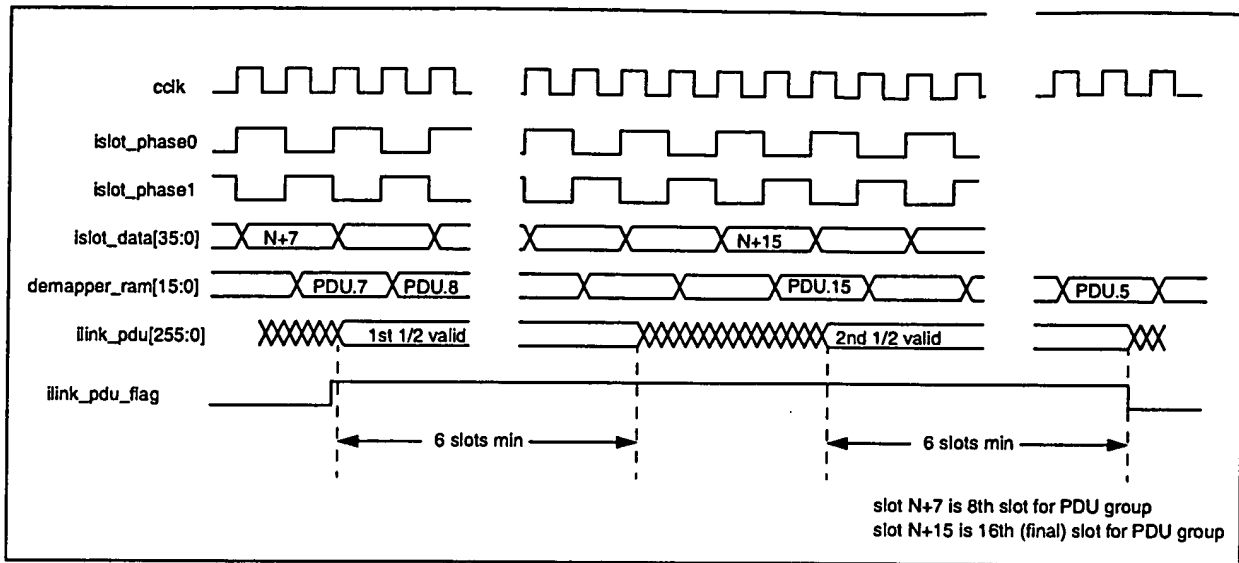 cclk
islot_phase0
islot_phase1
islot_data[35:0]
N+7
N+15
demapper_ram[15:0]
PDU.7
PDU.8
PDU.15
PDU.5
ilink_pdu[255:0]
1st 1/2 valid
2nd 1/2 valid
ilink_pdu_flag
6 slots min
6 slots min
slot N+7 is 8th slot for PDU group
slot N+15 is 16th (final) slot for PDU group